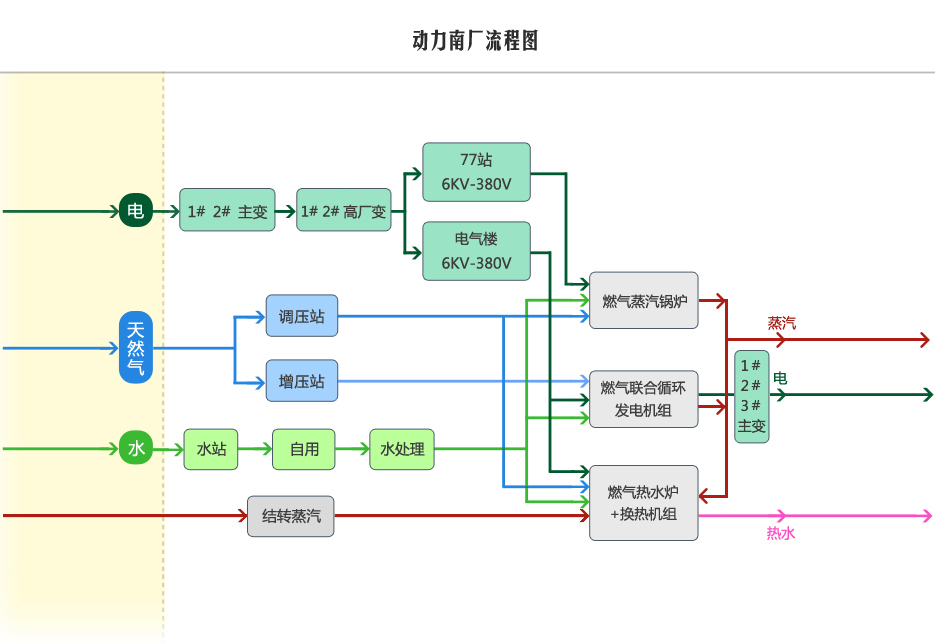 动力南厂流程图
77站
6KV-380V
电
1# 2# 主变
1# 2# 高厂变
电气楼
6KV-380V
燃气蒸汽锅炉
天
然
气
调压站
蒸汽
增压站
燃气联合循环
发电机组
1#
2#
3#
主变
电
水
水站
自用
水处理
燃气热水炉
+换热机组
结转蒸汽
热水